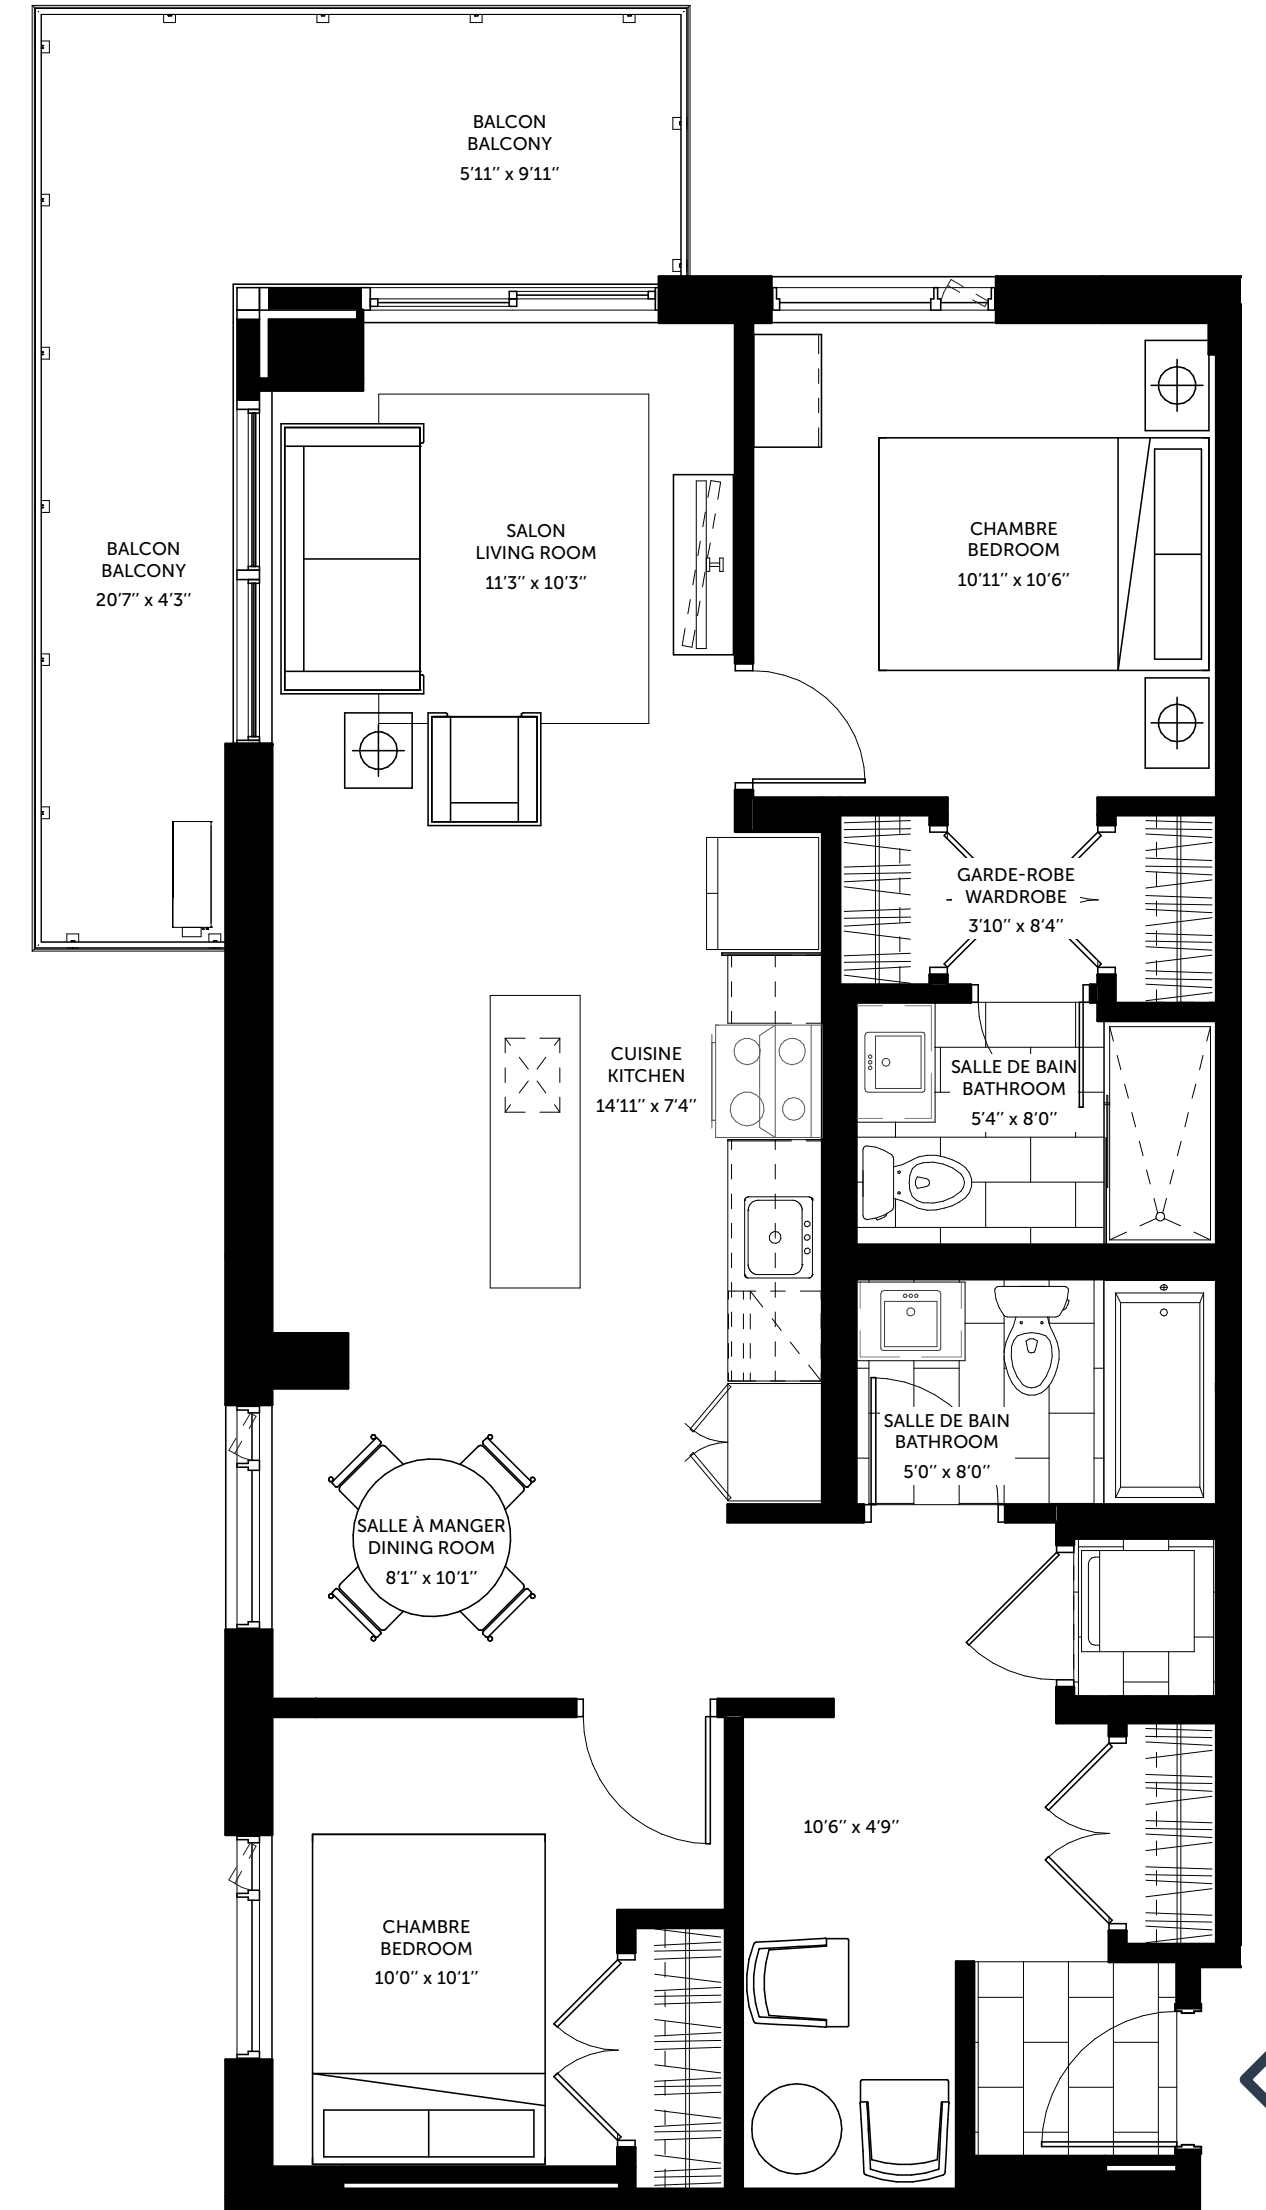 BALCON
BALCONY
5'11'' x 9'11''
BALCON
BALCONY
20'7'' x 4'3''
SALON
LIVING ROOM
11'3'' x 10'3''
CHAMBRE
BEDROOM
10'11'' x 10'6''
GARDE-ROBE
WARDROBE
3'10'' x 8'4''
CUISINE
KITCHEN
14'11'' x 7'4''
SALLE DE BAIN
BATHROOM
5'4'' x 8'0''
SALLE DE BAIN
BATHROOM
5'0'' x 8'0''
SALLE À MANGER
DINING ROOM
8'1'' x 10'1''
10'6'' x 4'9''
CHAMBRE
BEDROOM
10'0'' x 10'1''